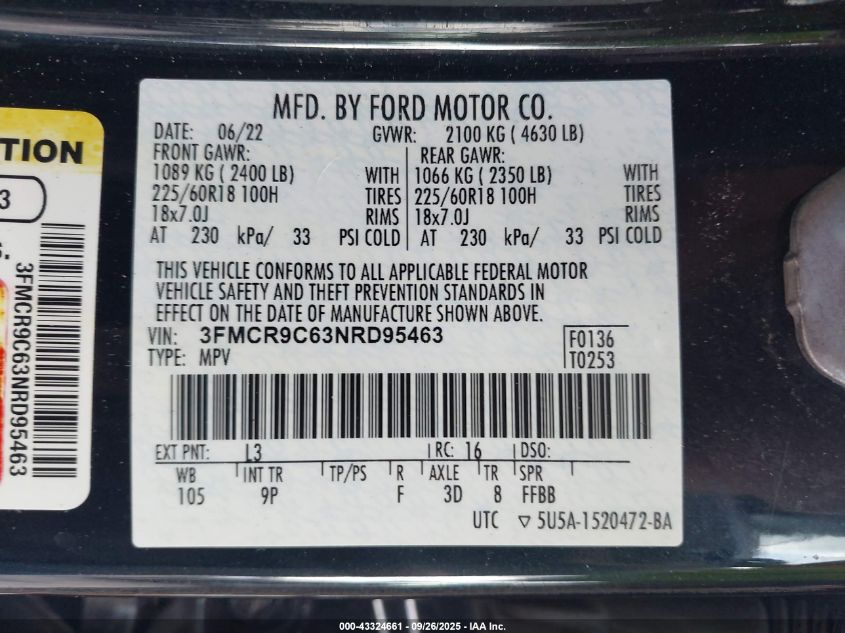 MFD. BY FORD MOTOR CO.
DATE: 06/22 GVWR: 2100 KG ( 4630 LB)
FRONT GAWR: REAR GAWR:
1089 KG ( 2400 LB) WITH 1066 KG ( 2350 LB) WITH
225/60R18 100H TIRES 225/60R18 100H TIRES
18x7.0J RIMS 18x7.0J RIMS
AT 230 kPa/ 33 PSI COLD AT 230 kPa/ 33 PSI COLD
THIS VEHICLE CONFORMS TO ALL APPLICABLE FEDERAL MOTOR
VEHICLE SAFETY AND THEFT PREVENTION STANDARDS IN
EFFECT ON THE DATE OF MANUFACTURE SHOWN ABOVE.
VIN: 3FMCR9C63NRD95463 F0136
TYPE: MPV T0253
EXT PNT: L3 RC: 16 DSO:
WB INT TR TP/PS R AXLE TR SPR
105 9P F 3D 8 FFBB
UTC ▽ 5U5A-1520472-BA
TION
3
3FMCR9C63NRD95463
000-43324661 - 09/26/2025 - IAA Inc.